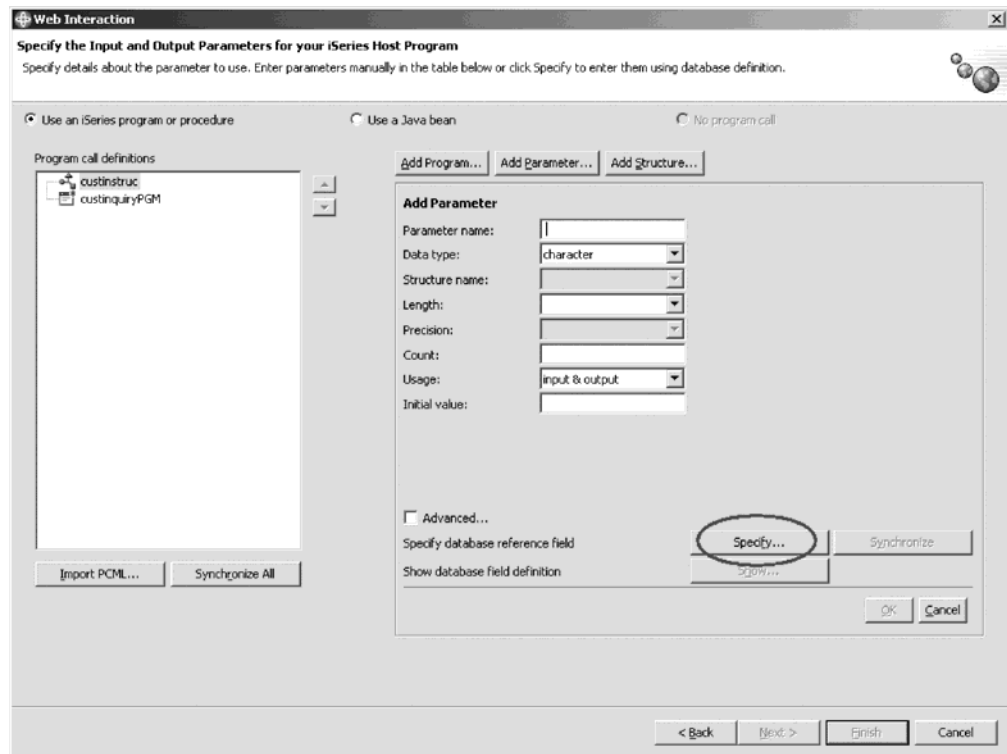 Web Interaction
Specify the Input and Output Parameters for your iSeries Host Program
Specify details about the parameter to use. Enter parameters manually in the table below or click Specify to enter them using database definition.
Use an iSeries program or procedure
Use a Java bean
No program call
Program call definitions
custinstruc
custinquiryPGM
Import PCML...
Synchronize All
Add Program...
Add Parameter...
Add Structure...
Add Parameter
Parameter name:
Data type:
character
Structure name:
Length:
Precision:
Count:
Usage:
input & output
Initial value:
Advanced...
Specify database reference field
Specify...
Synchronize
Show database field definition
Show...
OK
Cancel
< Back
Next >
Finish
Cancel